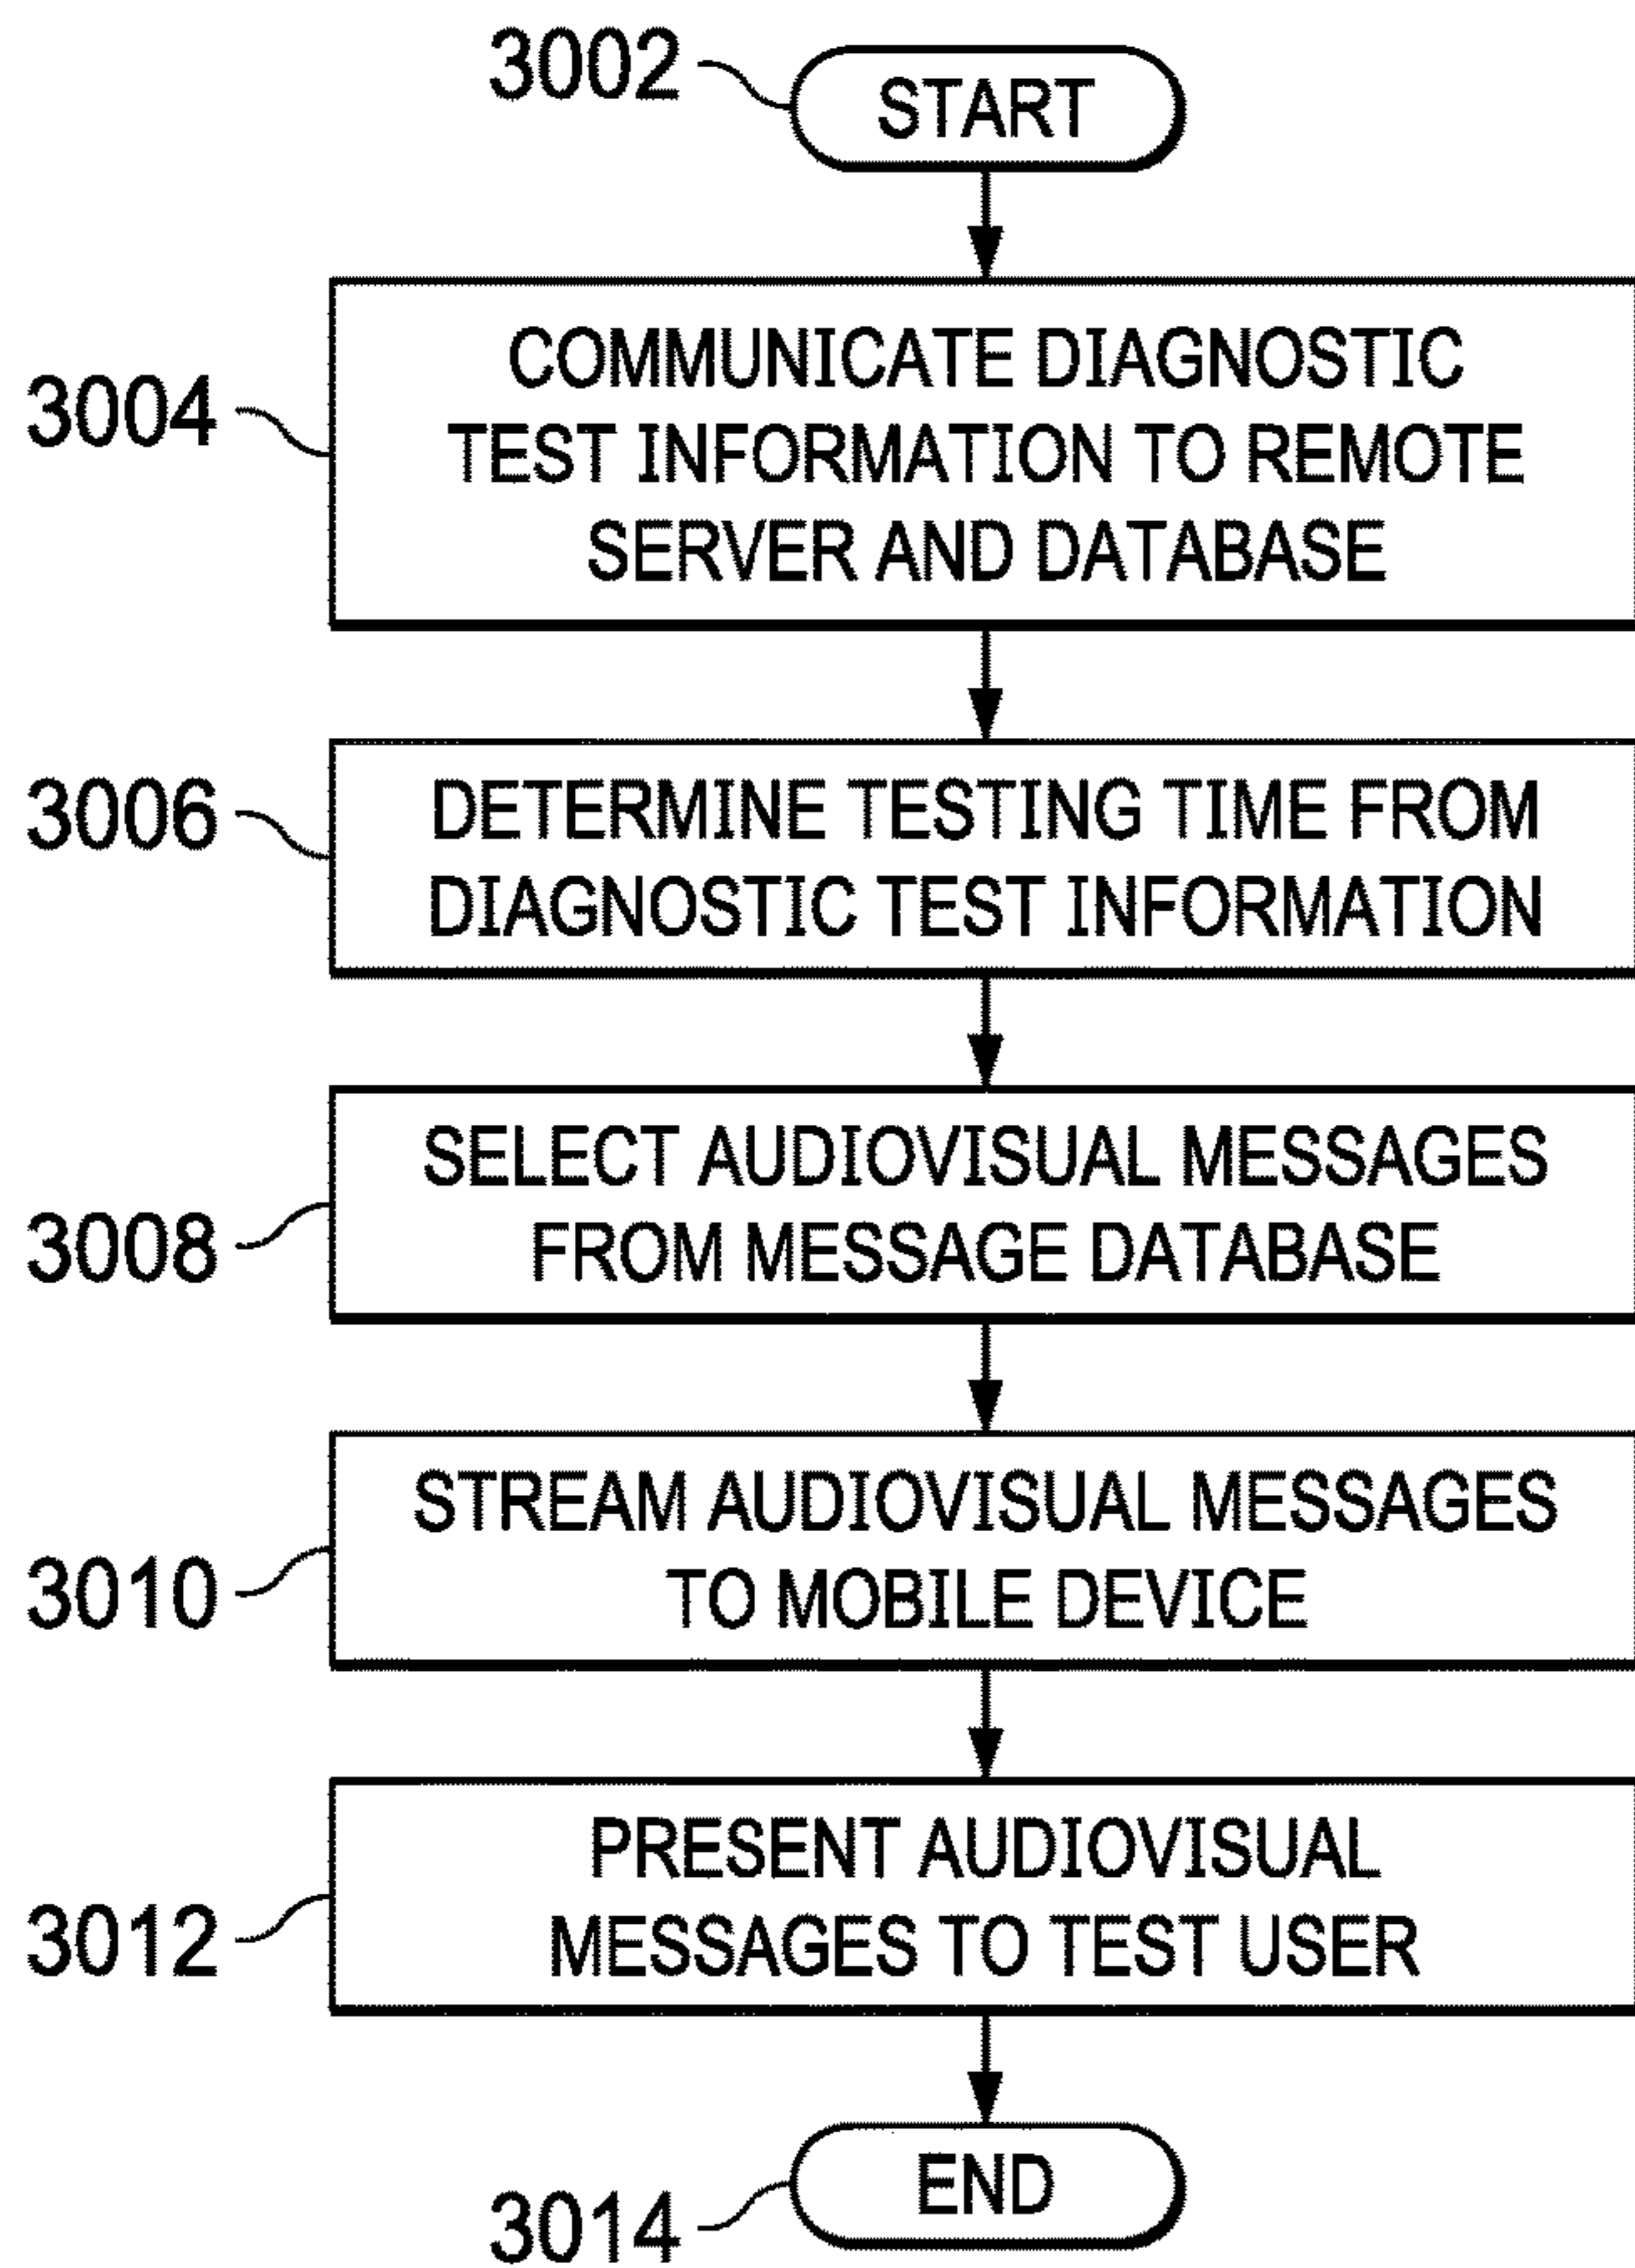 3002
START
3004
COMMUNICATE DIAGNOSTIC
TEST INFORMATION TO REMOTE
SERVER AND DATABASE
3006
DETERMINE TESTING TIME FROM
DIAGNOSTIC TEST INFORMATION
3008
SELECT AUDIOVISUAL MESSAGES
FROM MESSAGE DATABASE
3010
STREAM AUDIOVISUAL MESSAGES
TO MOBILE DEVICE
3012
PRESENT AUDIOVISUAL
MESSAGES TO TEST USER
3014
END